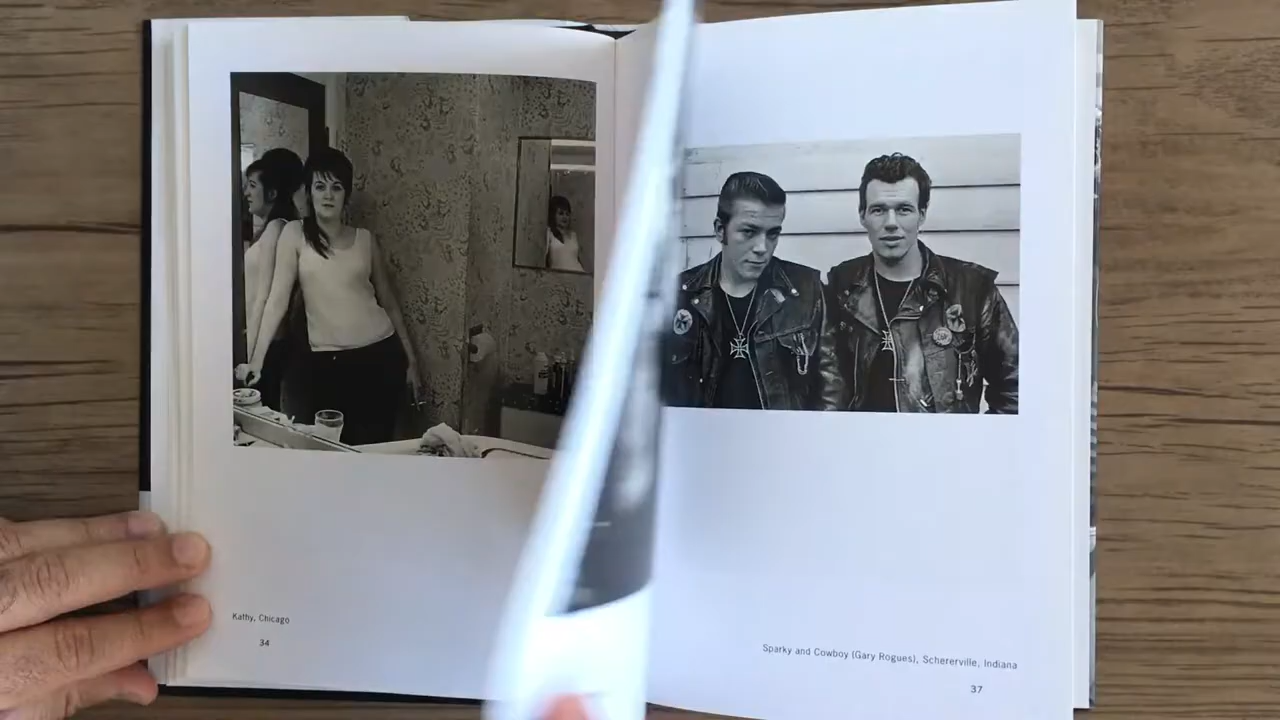 Kathy, Chicago
34
Sparky and Cowboy (Gary Rogues), Schererville, Indiana
37